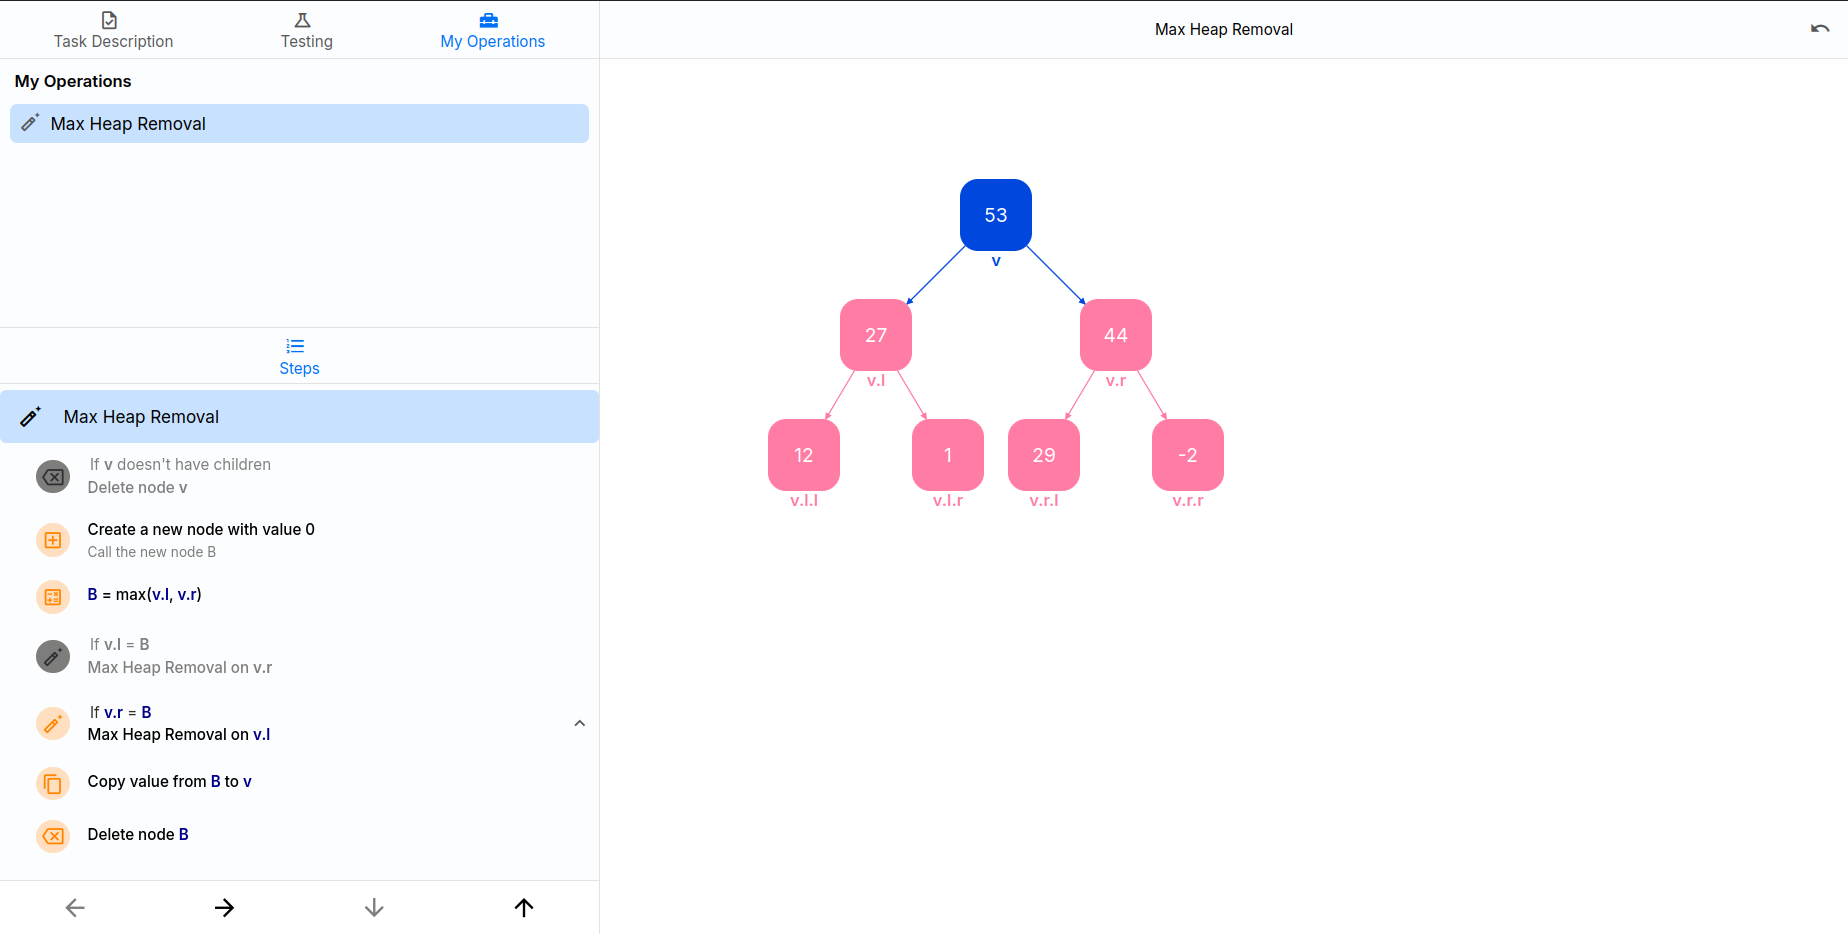 Task Description
Testing
My Operations
Max Heap Removal
My Operations
Max Heap Removal
Steps
Max Heap Removal
If v doesn't have children
Delete node v
Create a new node with value 0
Call the new node B
B = max(v.l, v.r)
If v.l = B
Max Heap Removal on v.r
If v.r = B
Max Heap Removal on v.l
Copy value from B to v
Delete node B
53
v
27
44
v.l
v.r
12
1
29
-2
v.l.l
v.l.r
v.r.l
v.r.r